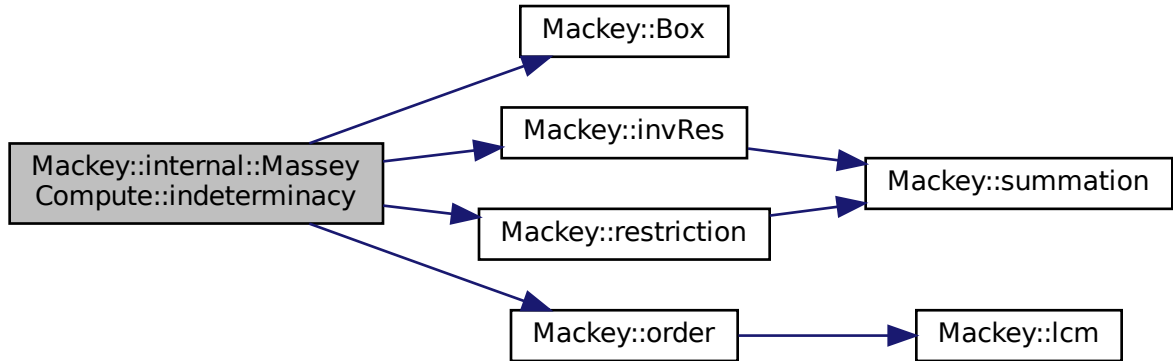 Mackey::Box
Mackey::invRes
Mackey::internal::Massey
Compute::indeterminacy
Mackey::summation
Mackey::restriction
Mackey::order
Mackey::lcm